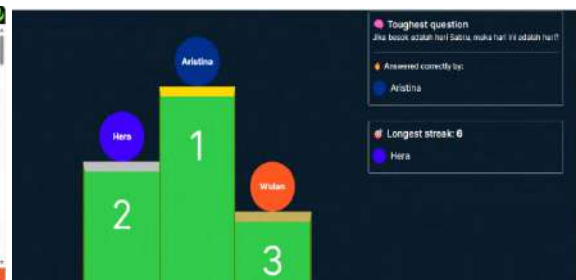 Aristina
Hera
Wulan
1
2
3
Toughest question
Jika besok adalah hari Sabtu, maka hari ini adalah hari?
Answered correctly by:
Aristina
Longest streak: 6
Hera